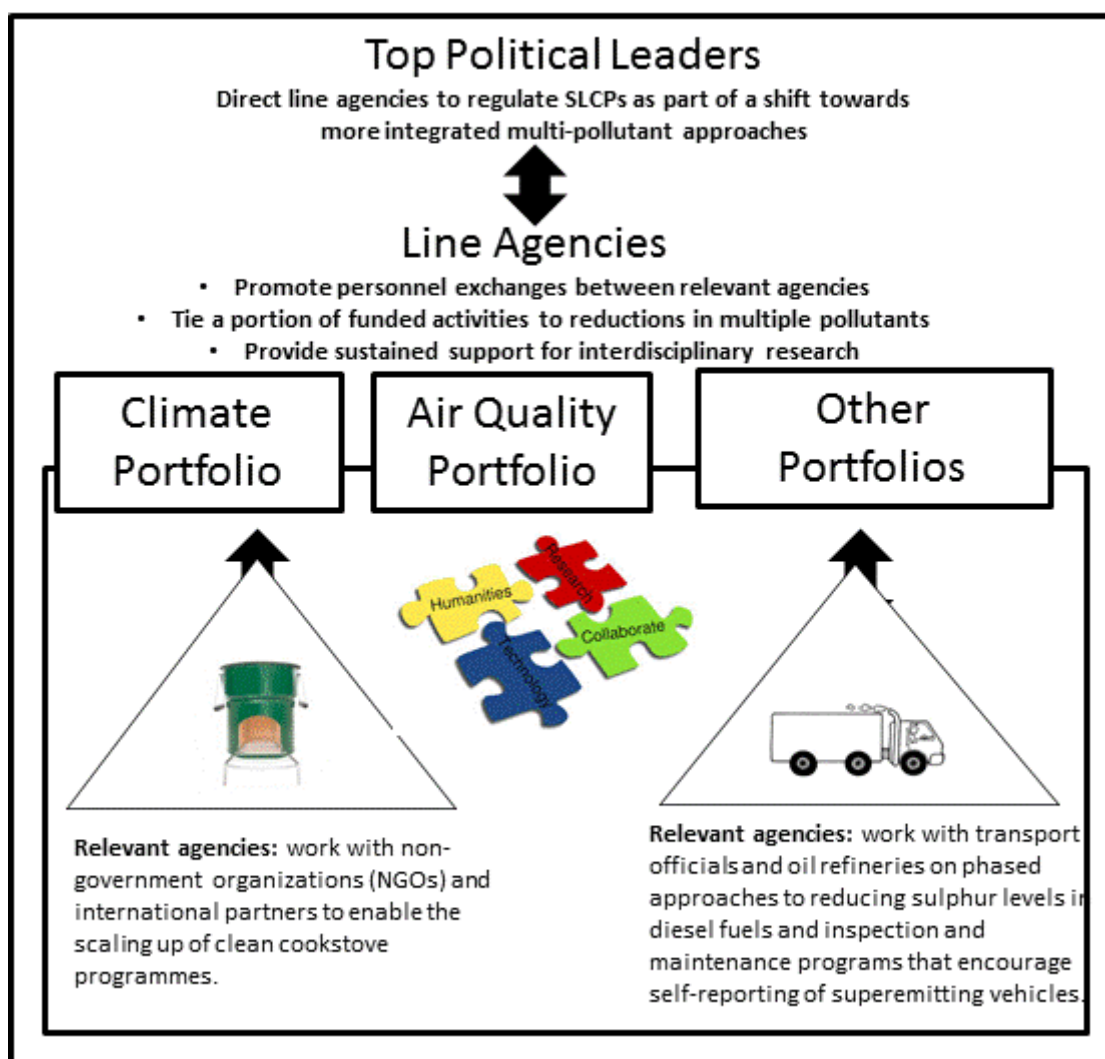 Top Political Leaders
Direct line agencies to regulate SLCPs as part of a shift towards
more integrated multi-pollutant approaches
Line Agencies
• Promote personnel exchanges between relevant agencies
• Tie a portion of funded activities to reductions in multiple pollutants
• Provide sustained support for interdisciplinary research
Climate
Portfolio
Air Quality
Portfolio
Other
Portfolios
Research
Humanities
Collaborate
Technology
Relevant agencies: work with non-
government organizations (NGOs) and
international partners to enable the
scaling up of clean cookstove
programmes.
Relevant agencies: work with transport
officials and oil refineries on phased
approaches to reducing sulphur levels in
diesel fuels and inspection and
maintenance programs that encourage
self-reporting of superemitting vehicles.